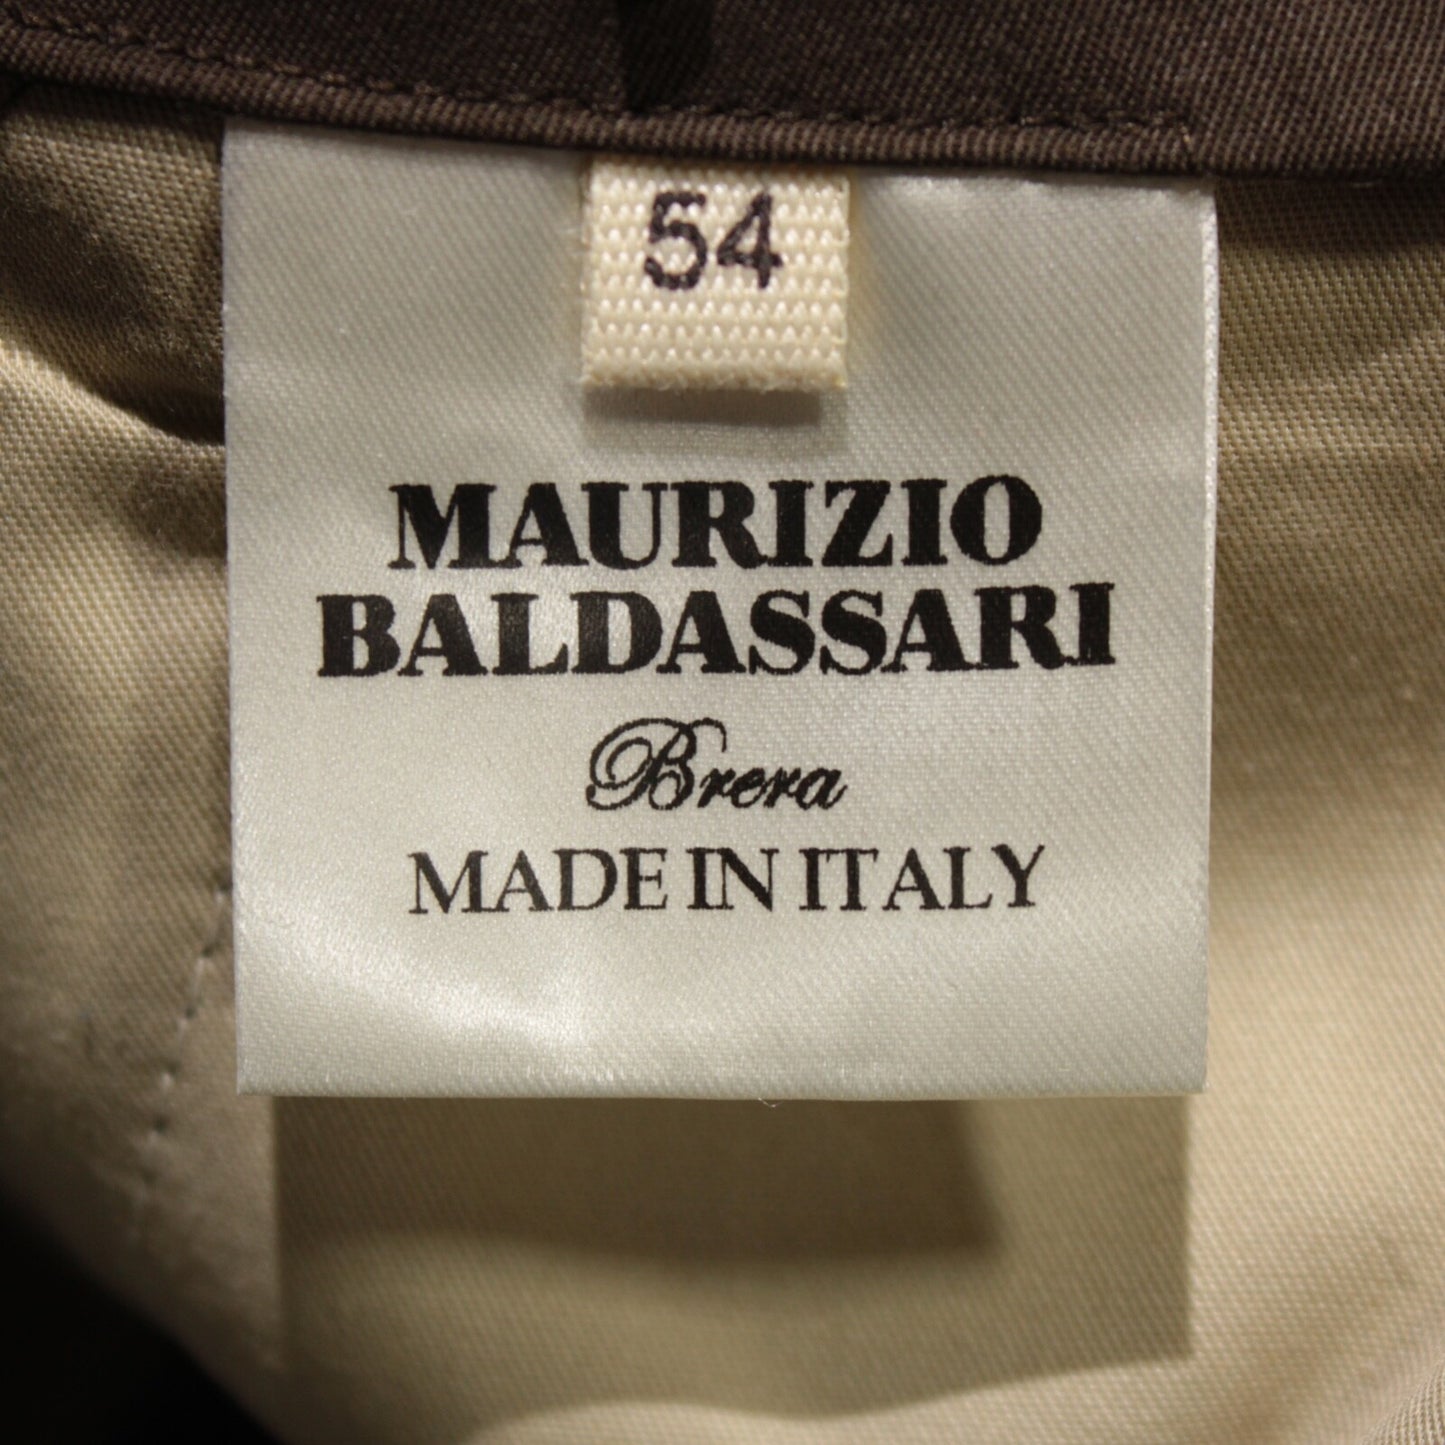 54
MAURIZIO
BALDASSARI
Brera
MADE IN ITALY